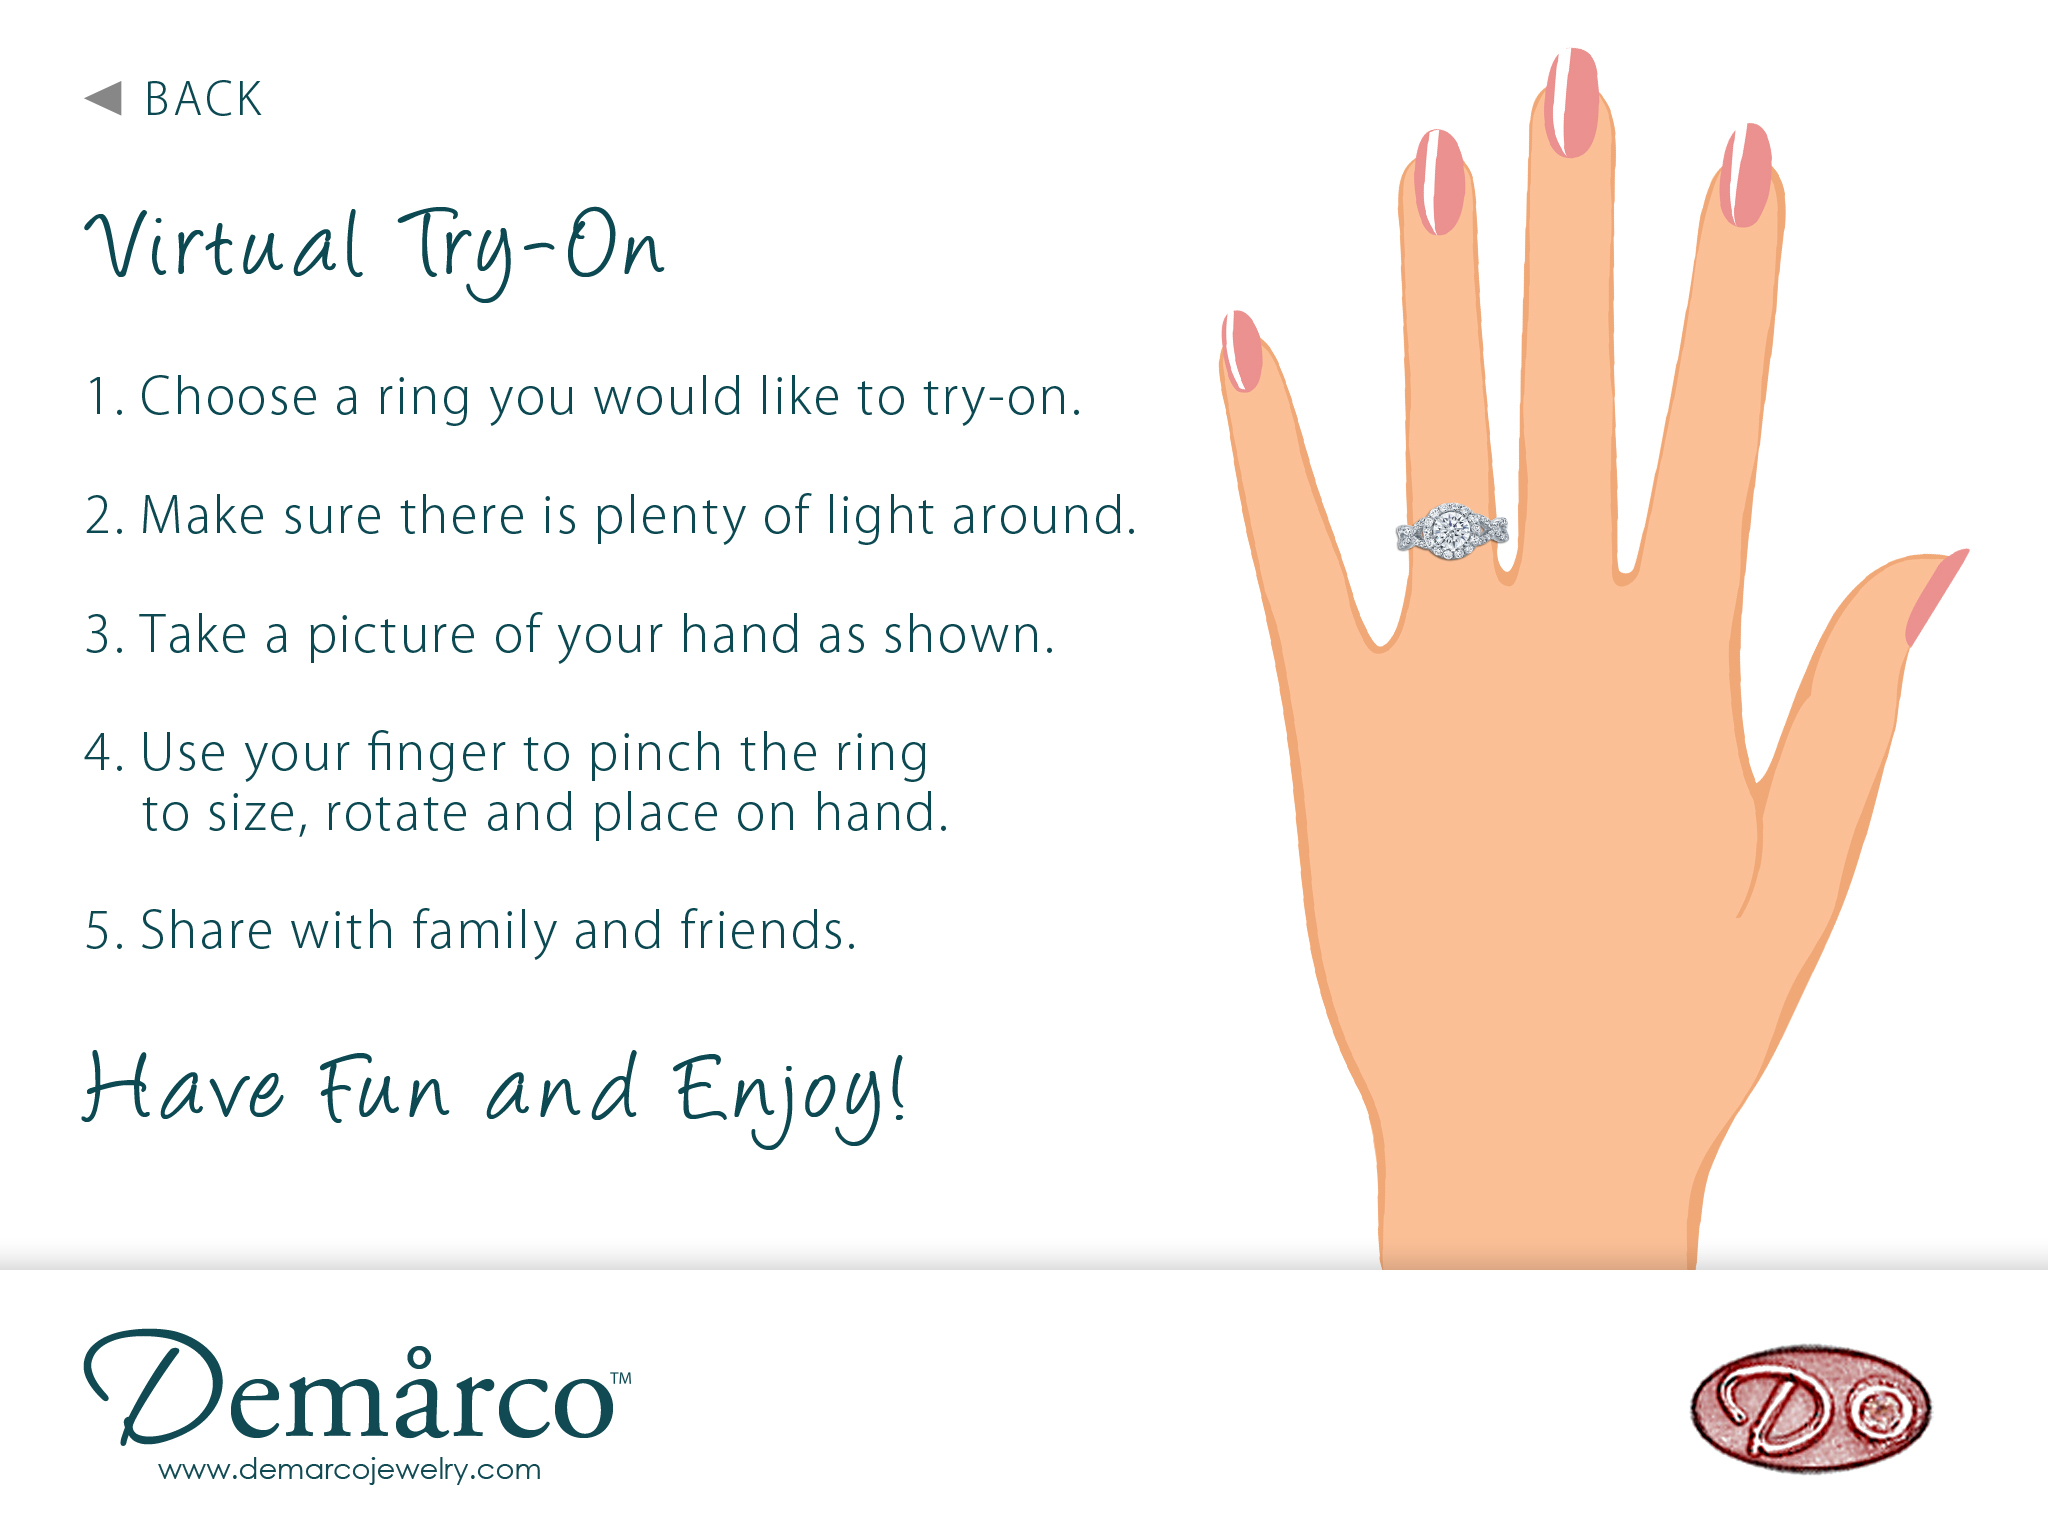 BACK
Virtual Try-On
1. Choose a ring you would like to try-on.
2. Make sure there is plenty of light around.
3. Take a picture of your hand as shown.
4. Use your finger to pinch the ring
to size, rotate and place on hand.
5. Share with family and friends.
Have Fun and Enjoy!
Demårco™
www.demarcojewelry.com
D